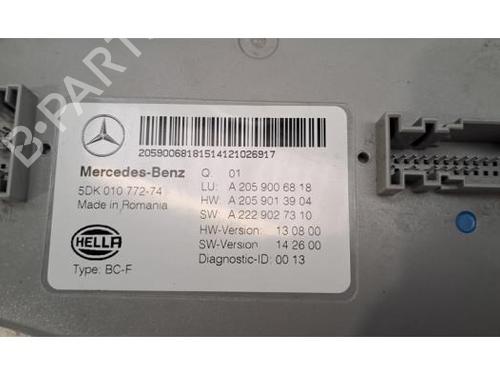 20590068181514121026917
Mercedes-Benz Q: 01
5DK 010 772-74 LU: A 205 900 68 18
Made in Romania HW: A 205 901 39 04
SW: A 222 902 73 10
HELLA HW-Version: 13 08 00
SW-Version 14 26 00
Type: BC-F Diagnostic-ID: 00 13
B-PARTS